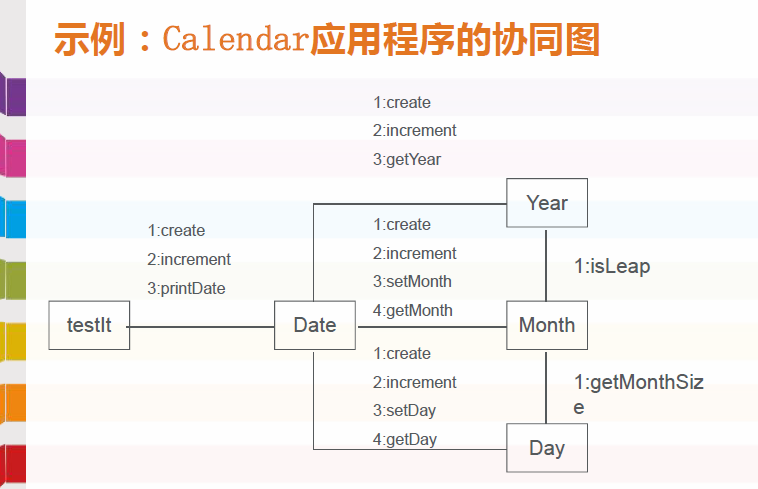 示例：Calendar应用程序的协同图
1:create
2:increment
3:getYear
Year
1:create
2:increment
3:printDate
1:create
2:increment
3:setMonth
4:getMonth
1:isLeap
testIt
Date
Month
1:create
2:increment
3:setDay
4:getDay
1:getMonthSiz
e
Day